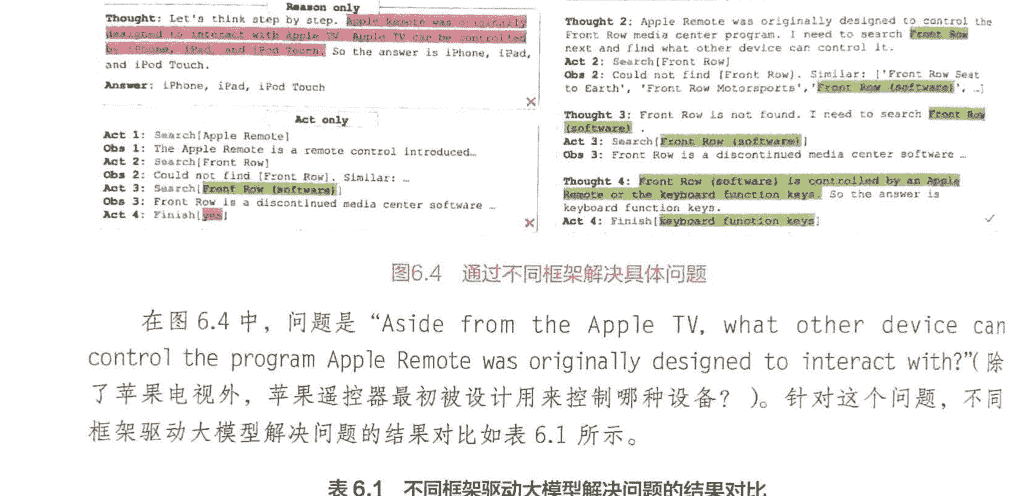 Reason only
Thought: Let's think step by step. Apple Remote was originally
designed to interact with Apple TV. Apple TV can be controlled
by iPhone, iPad, and iPod Touch. So the answer is iPhone, iPad,
and iPod Touch.
Answer: iPhone, iPad, iPod Touch
Act only
Act 1: Search[Apple Remote]
Obs 1: The Apple Remote is a remote control introduced…
Act 2: Search[Front Row]
Obs 2: Could not find [Front Row]. Similar: …
Act 3: Search[Front Row (software)]
Obs 3: Front Row is a discontinued media center software …
Act 4: Finish[yes]
Thought 2: Apple Remote was originally designed to control the
Front Row media center program. I need to search Front Row
next and find what other device can control it.
Act 2: Search[Front Row]
Obs 2: Could not find [Front Row]. Similar: ['Front Row Seat
to Earth', 'Front Row Motorsports', 'Front Row (software)', …]
Thought 3: Front Row is not found. I need to search Front Row
(software) .
Act 3: Search[Front Row (software)]
Obs 3: Front Row is a discontinued media center software …
Thought 4: Front Row (software) is controlled by an Apple
Remote or the keyboard function keys. So the answer is
keyboard function keys.
Act 4: Finish[keyboard function keys]
图6.4 通过不同框架解决具体问题
在图 6.4 中，问题是 “Aside from the Apple TV, what other device can
control the program Apple Remote was originally designed to interact with?”（除
了苹果电视外，苹果遥控器最初被设计用来控制哪种设备？）。针对这个问题，不同
框架驱动大模型解决问题的结果对比如表 6.1 所示。
表 6.1 不同框架驱动大模型解决问题的结果对比